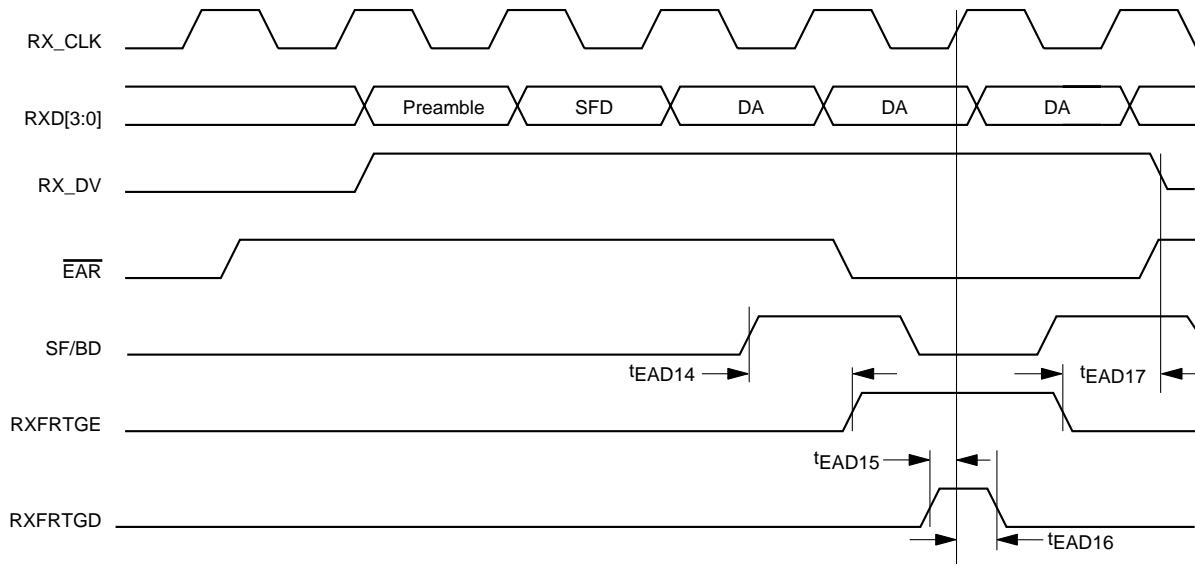 RX_CLK
RXD[3:0]
Preamble
SFD
DA
DA
DA
RX_DV
EAR
SF/BD
tEAD14
tEAD17
RXFRTGE
tEAD15
RXFRTGD
tEAD16